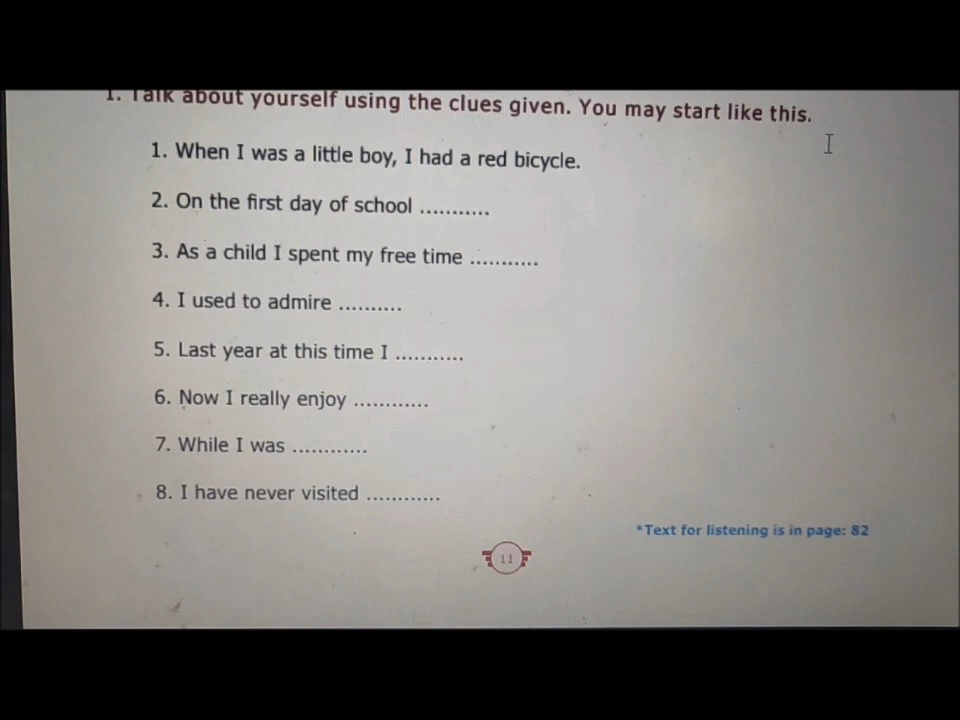 I. Talk about yourself using the clues given. You may start like this.
1. When I was a little boy, I had a red bicycle.
2. On the first day of school ...........
3. As a child I spent my free time ...........
4. I used to admire ..........
5. Last year at this time I ...........
6. Now I really enjoy ............
7. While I was ............
8. I have never visited ............
*Text for listening is in page: 82
11